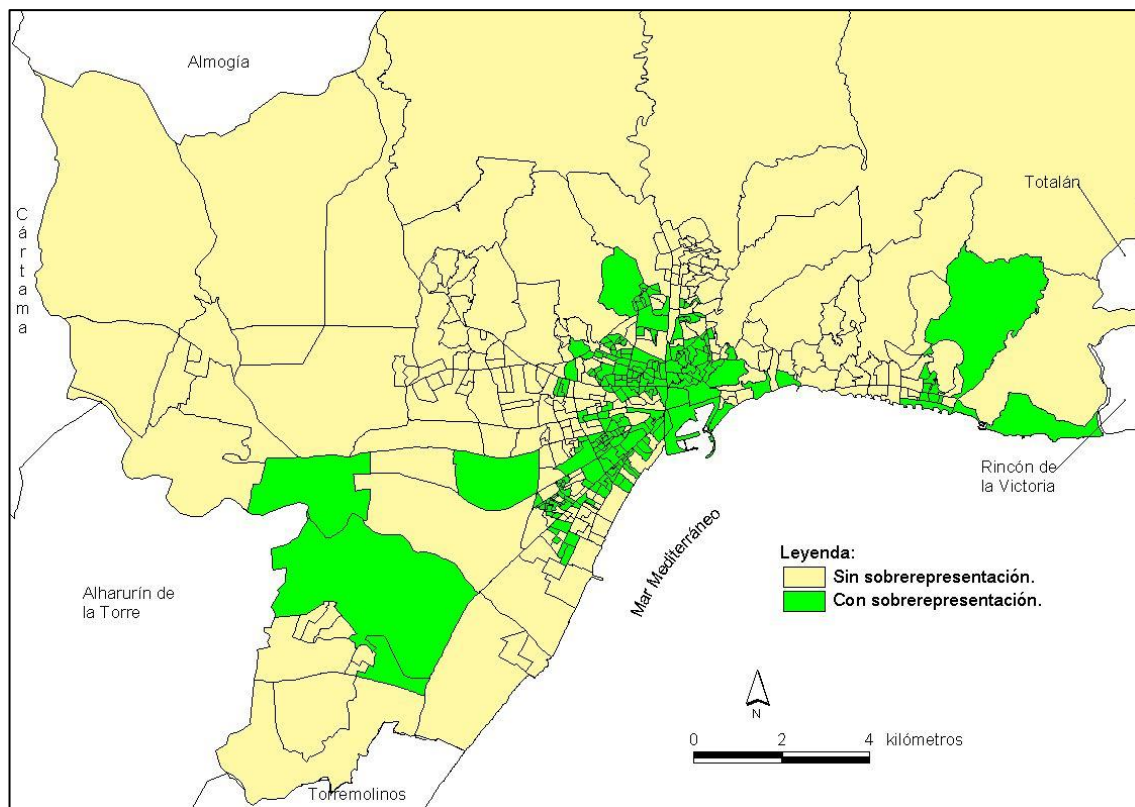 Almogía
Totalán
Cártama
Rincón de
la Victoria
Mar Mediterráneo
Leyenda:
Sin sobrerepresentación.
Con sobrerepresentación.
Alharurín de
la Torre
N
0 2 4 kilómetros
Torremolinos